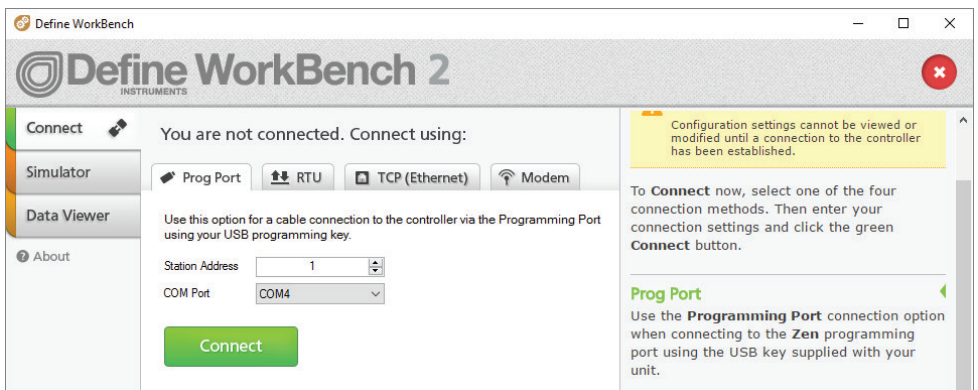 Define WorkBench
Define WorkBench 2
INSTRUMENTS
Connect
Simulator
Data Viewer
About
You are not connected. Connect using:
Prog Port RTU TCP (Ethernet) Modem
Use this option for a cable connection to the controller via the Programming Port
using your USB programming key.
Station Address 1
COM Port COM4
Connect
Configuration settings cannot be viewed or
modified until a connection to the controller
has been established.
To Connect now, select one of the four
connection methods. Then enter your
connection settings and click the green
Connect button.
Prog Port
Use the Programming Port connection option
when connecting to the Zen programming
port using the USB key supplied with your
unit.